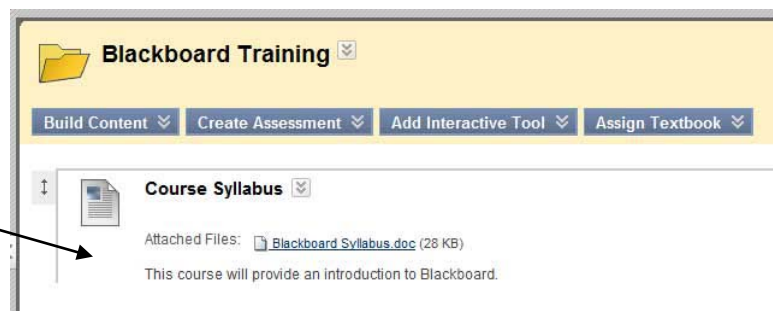 Blackboard Training
Build Content Create Assessment Add Interactive Tool Assign Textbook
Course Syllabus
Attached Files: Blackboard Syllabus.doc (28 KB)
This course will provide an introduction to Blackboard.